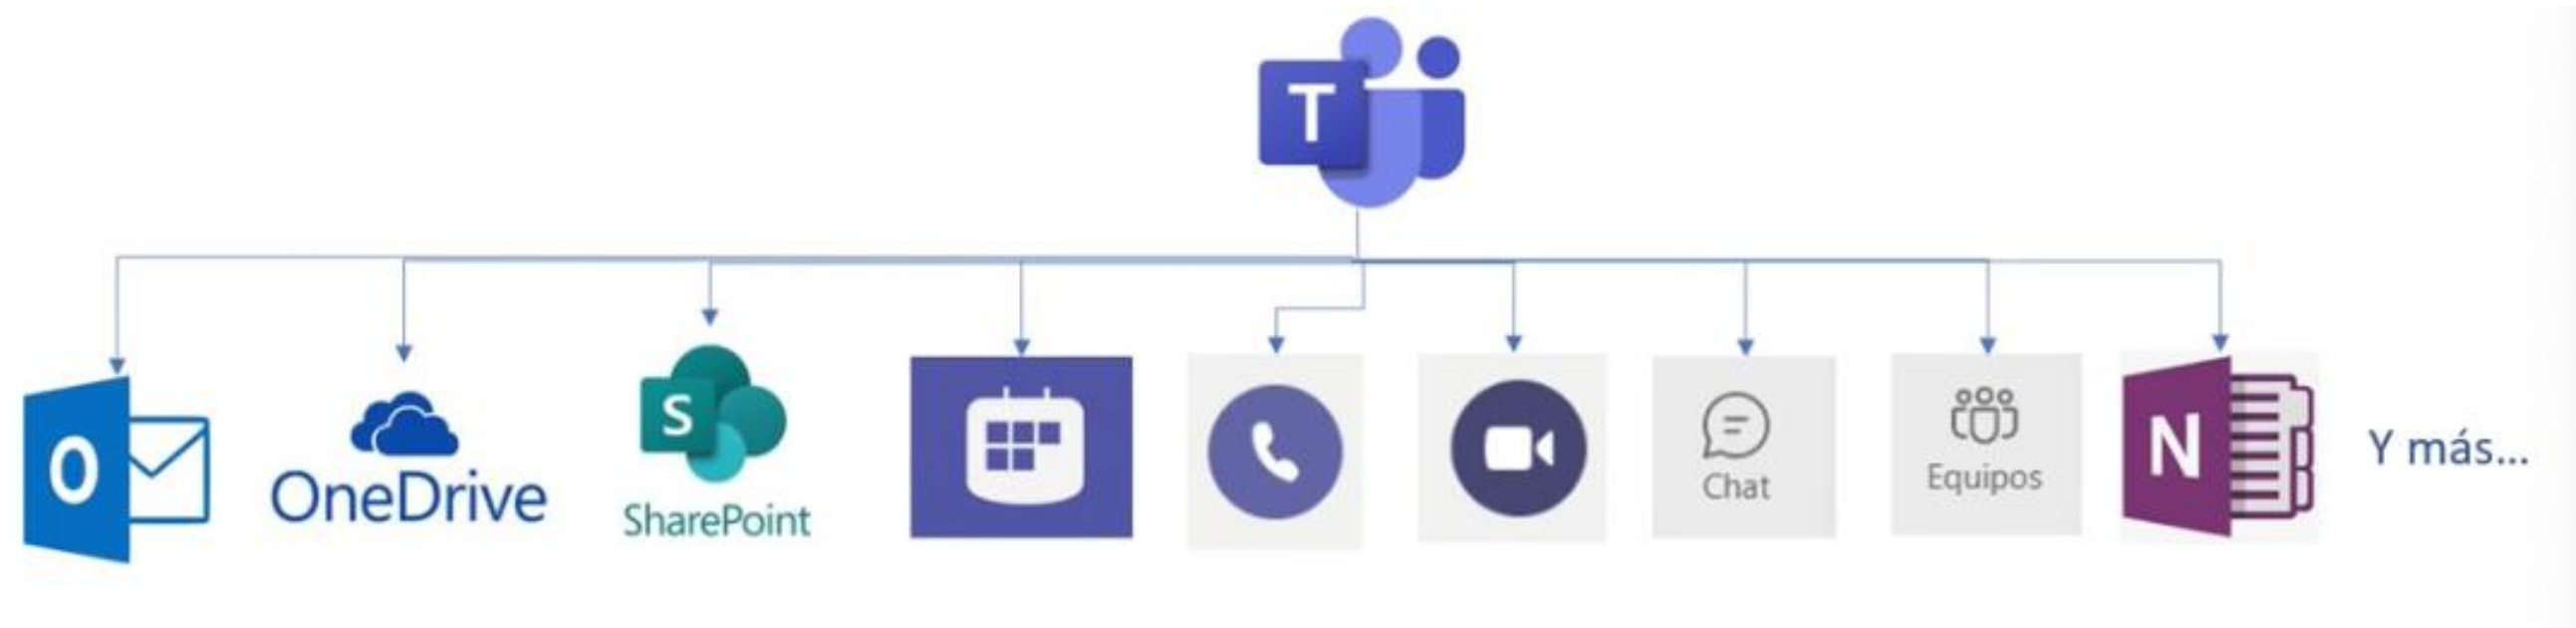 T
O
OneDrive
S
SharePoint
Chat
Equipos
N
Y más...